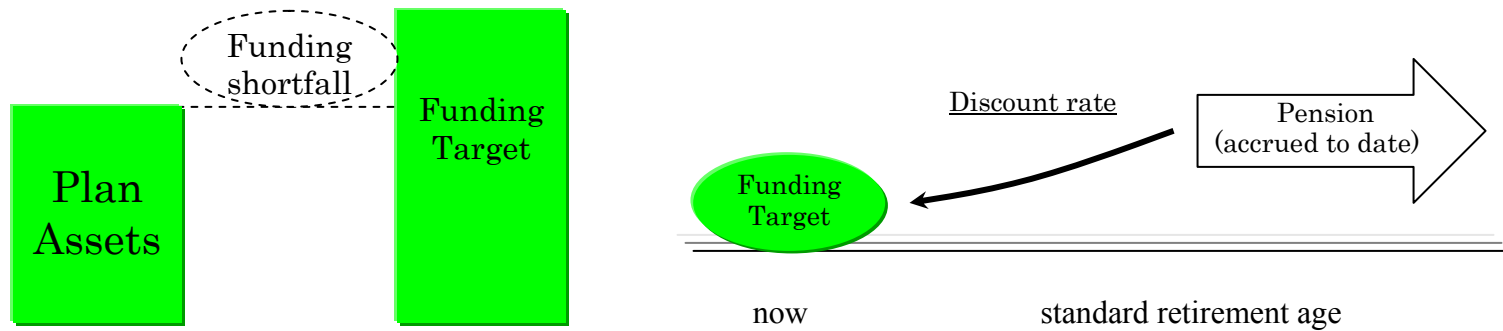 Funding
shortfall
Plan
Assets
Funding
Target
Discount rate
Pension
(accrued to date)
Funding
Target
now
standard retirement age